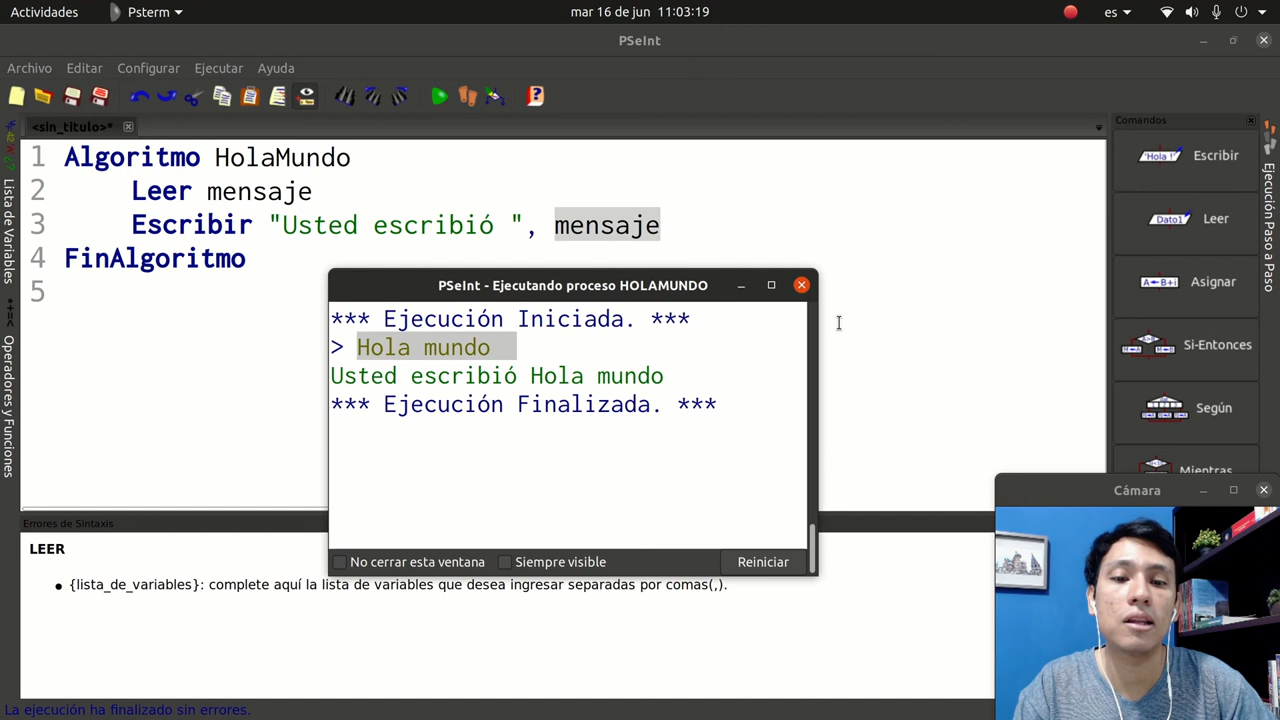 Actividades
Psterm
mar 16 de jun 11:03:19
es
PSeInt
Archivo
Editar
Configurar
Ejecutar
Ayuda
<sin_titulo>*
Comandos
Lista de Variables
Operadores y Funciones
1 Algoritmo HolaMundo
2 Leer mensaje
3 Escribir "Usted escribió ", mensaje
4 FinAlgoritmo
5
PSeInt - Ejecutando proceso HOLAMUNDO
*** Ejecución Iniciada. ***
> Hola mundo
Usted escribió Hola mundo
*** Ejecución Finalizada. ***
No cerrar esta ventana
Siempre visible
Reiniciar
'Hola !'
Escribir
Dato1
Leer
A←B+i
Asignar
Si-Entonces
Según
Mientras
Ejecución Paso a Paso
Cámara
Errores de Sintaxis
LEER
• {lista_de_variables}: complete aquí la lista de variables que desea ingresar separadas por comas(,).
La ejecución ha finalizado sin errores.